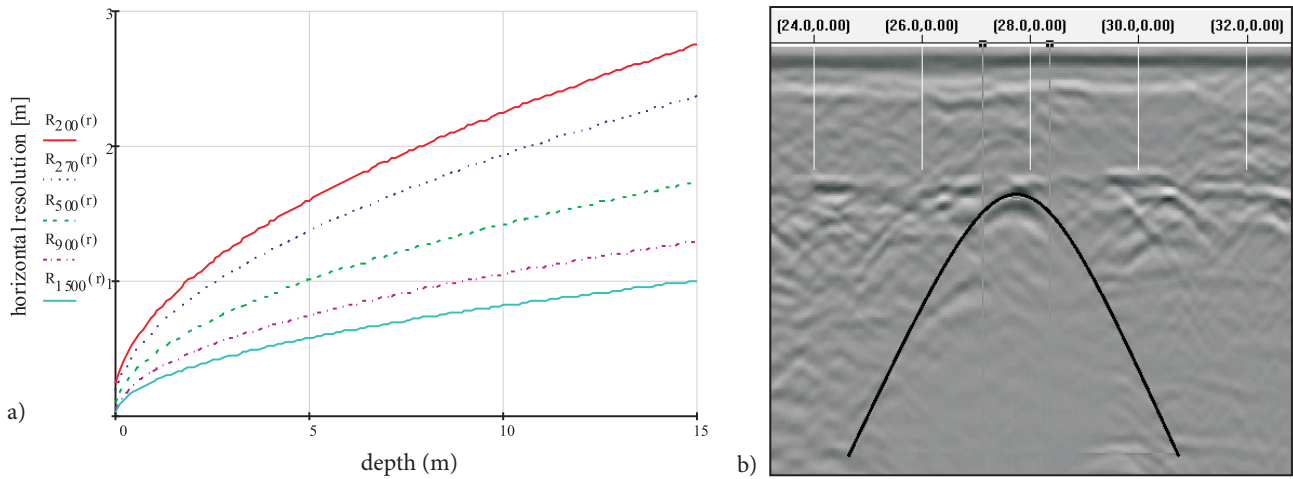 3
2
1
horizontal resolution [m]
R200(r)
R270(r)
R500(r)
R900(r)
R1500(r)
0 5 10 15
depth (m)
a)
(24.0,0.00) (26.0,0.00) (28.0,0.00) (30.0,0.00) (32.0,0.00)
b)